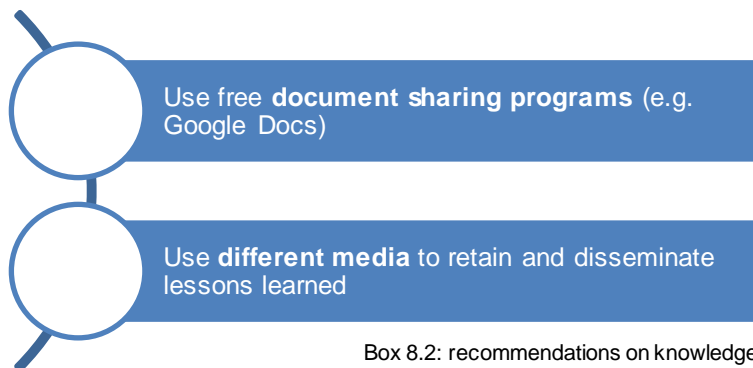 Use free document sharing programs (e.g.
Google Docs)
Use different media to retain and disseminate
lessons learned
Box 8.2: recommendations on knowledge